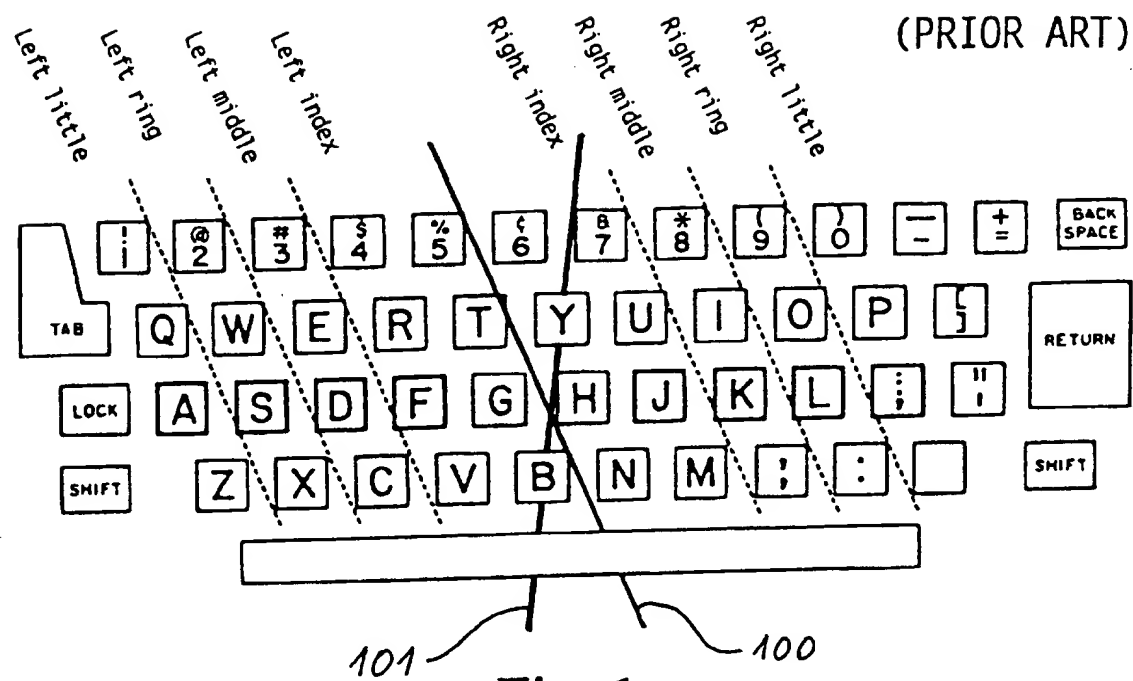 (PRIOR ART)
Left little
Left ring
Left middle
Left index
Right index
Right middle
Right ring
Right little
@ 2
# 3
$ 4
% 5
¢ 6
8 7
* 8
( 9
) 0
— -
+ =
BACK SPACE
TAB
Q W E R T Y U I O P [ ]
RETURN
LOCK
A S D F G H J K L
" '
SHIFT
Z X C V B N M ; :
SHIFT
101
100